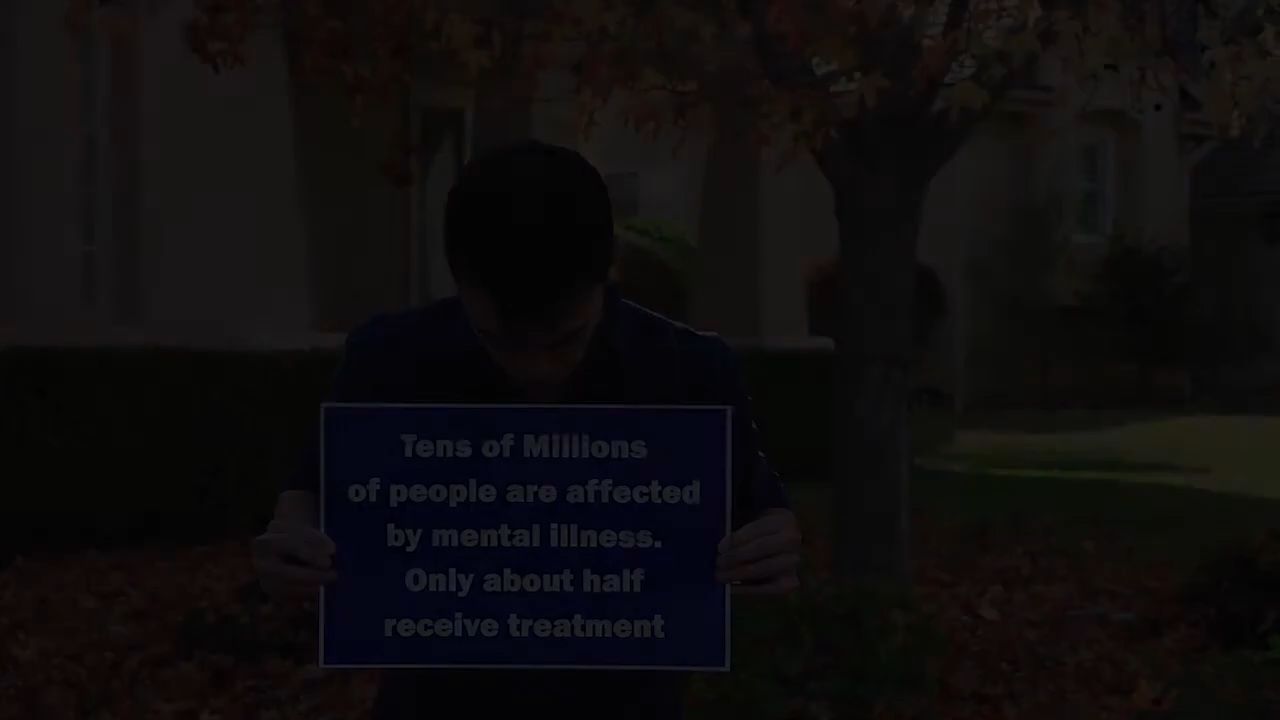 Tens of Millions
of people are affected
by mental illness.
Only about half
receive treatment